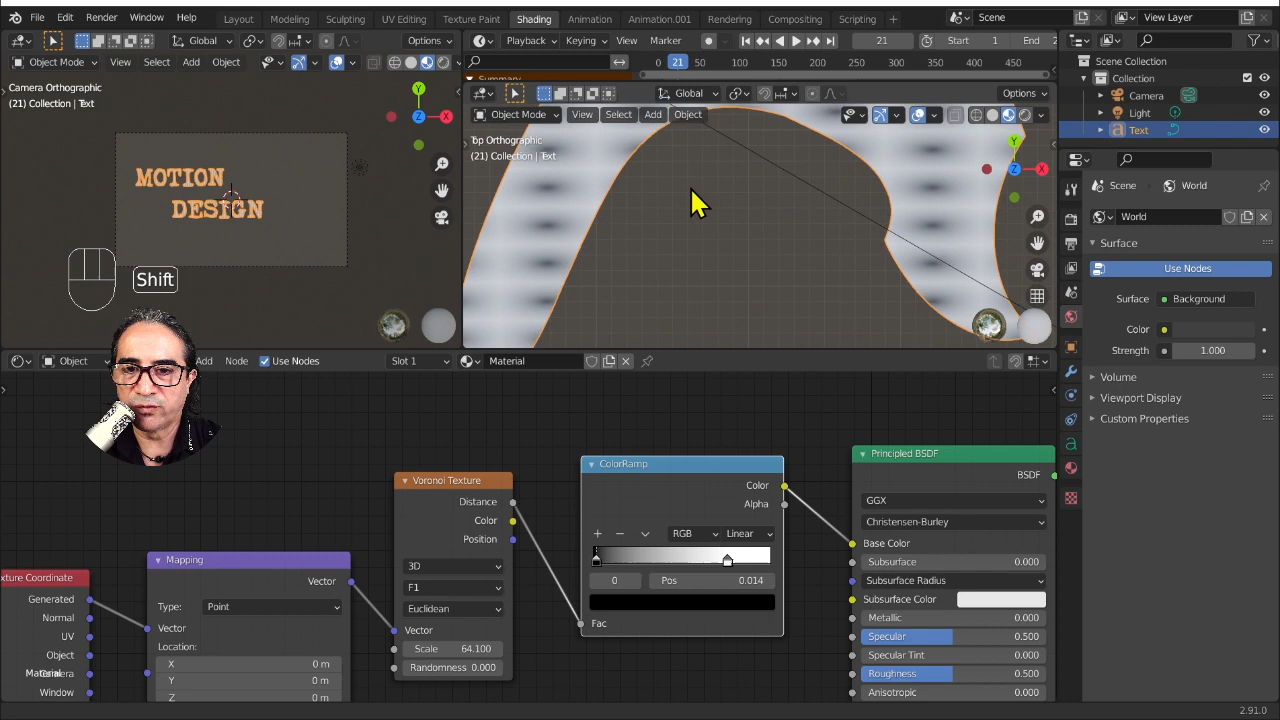 File Edit Render Window Help Layout Modeling Sculpting UV Editing Texture Paint Shading Animation Animation.001 Rendering Compositing Scripting + Scene View Layer
Global Options Playback Keying View Marker 21 Start 1 End 2
Object Mode View Select Add Object 0 21 50 100 150 200 250 300 350 400 450 Scene Collection
Summary Collection
Camera Orthographic Global Options Camera
(21) Collection | Text Object Mode View Select Add Object Light
Y Text
Z X
Top Orthographic Y
(21) Collection | Text Z X
MOTION Scene World
DESIGN World
Surface
Use Nodes
Shift
Surface Background
Color
Strength 1.000
Object Add Node Use Nodes Slot 1 Material
Volume
Viewport Display
Custom Properties
ColorRamp Principled BSDF
Voronoi Texture Color BSDF
Distance Alpha GGX
Color RGB Linear Christensen-Burley
Position Base Color
Mapping 3D 0 Pos 0.014 Subsurface 0.000
xture Coordinate Vector F1 Subsurface Radius
Generated Type: Point Euclidean Subsurface Color
Normal Vector Vector Fac Metallic 0.000
UV Location: Scale 64.100 Specular 0.500
Object X 0 m Randomness 0.000 Specular Tint 0.000
Material Camera Y 0 m Roughness 0.500
Window Z 0 m Anisotropic 0.000
2.91.0